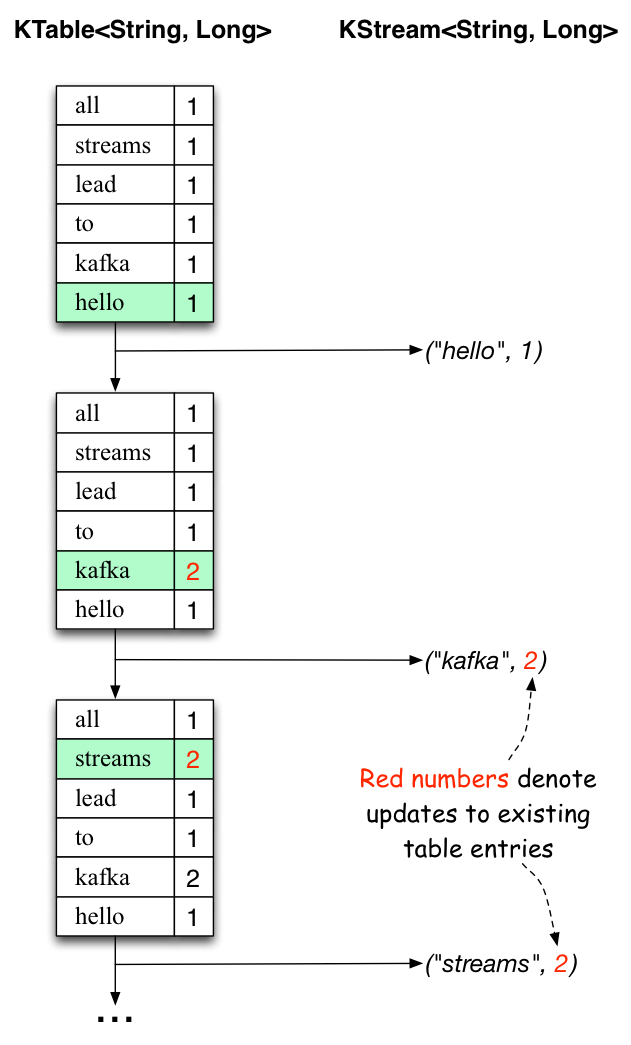 KTable<String, Long> KStream<String, Long>
all 1
streams 1
lead 1
to 1
kafka 1
hello 1
("hello", 1)
all 1
streams 1
lead 1
to 1
kafka 2
hello 1
("kafka", 2)
all 1
streams 2
lead 1
to 1
kafka 2
hello 1
Red numbers denote
updates to existing
table entries
("streams", 2)
...